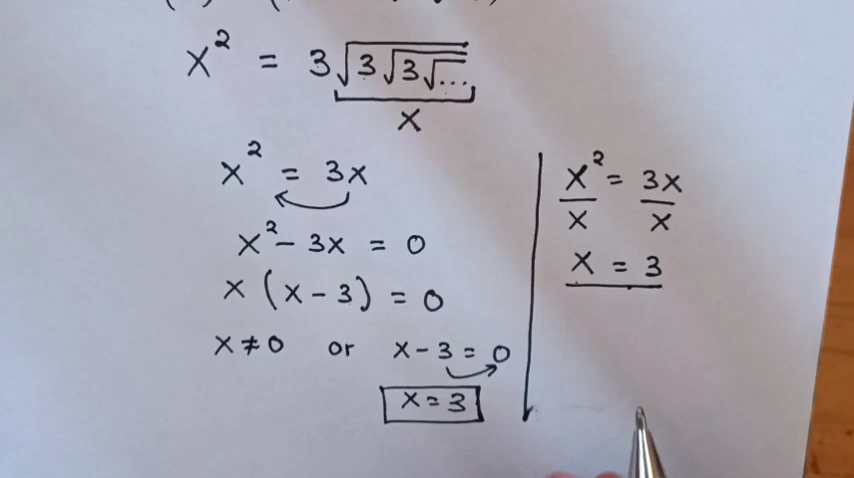 x² = 3√3√3√...
x
x² = 3x
x² - 3x = 0
x (x - 3) = 0
x ≠ 0 or x - 3 = 0
x = 3
x²/x = 3x/x
x = 3